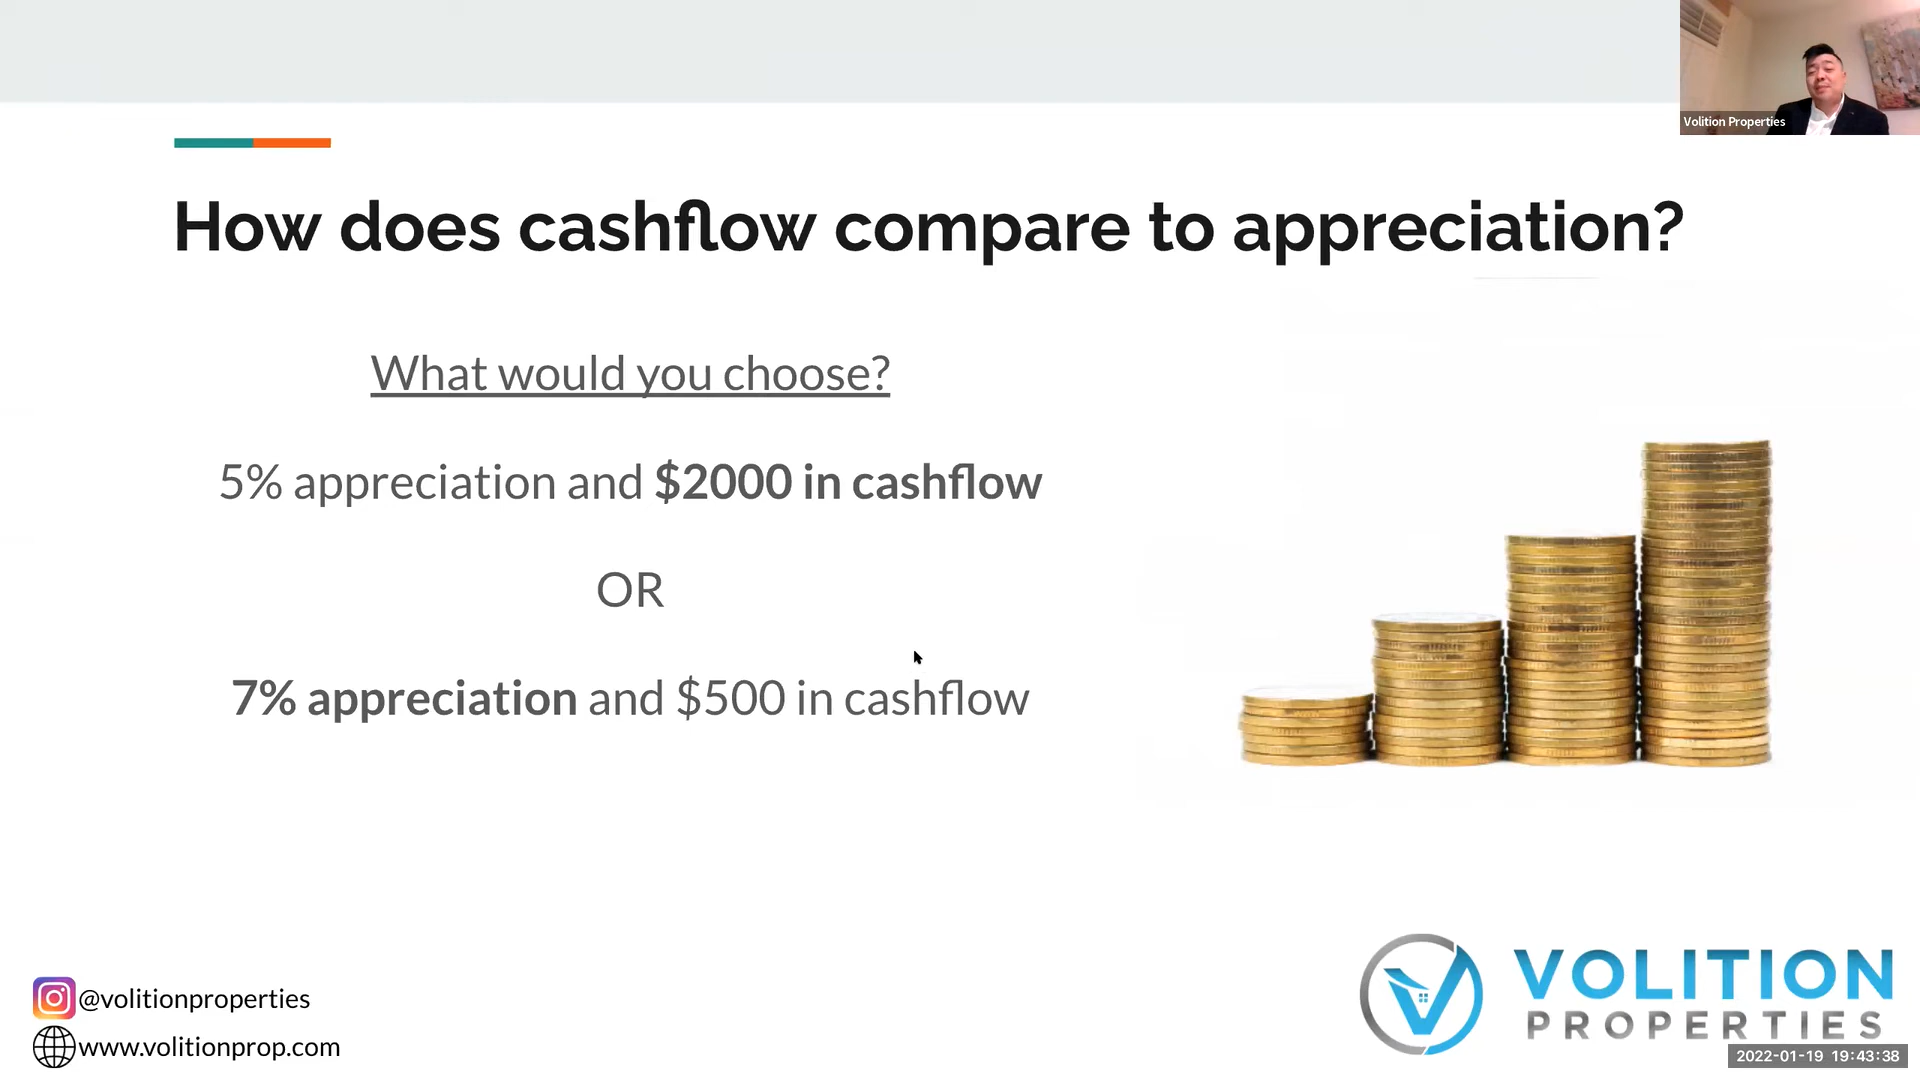 Volition Properties
How does cashflow compare to appreciation?
What would you choose?
5% appreciation and $2000 in cashflow
OR
7% appreciation and $500 in cashflow
@volitionproperties
www.volitionprop.com
VOLITION
PROPERTIES
2022-01-19 19:43:38